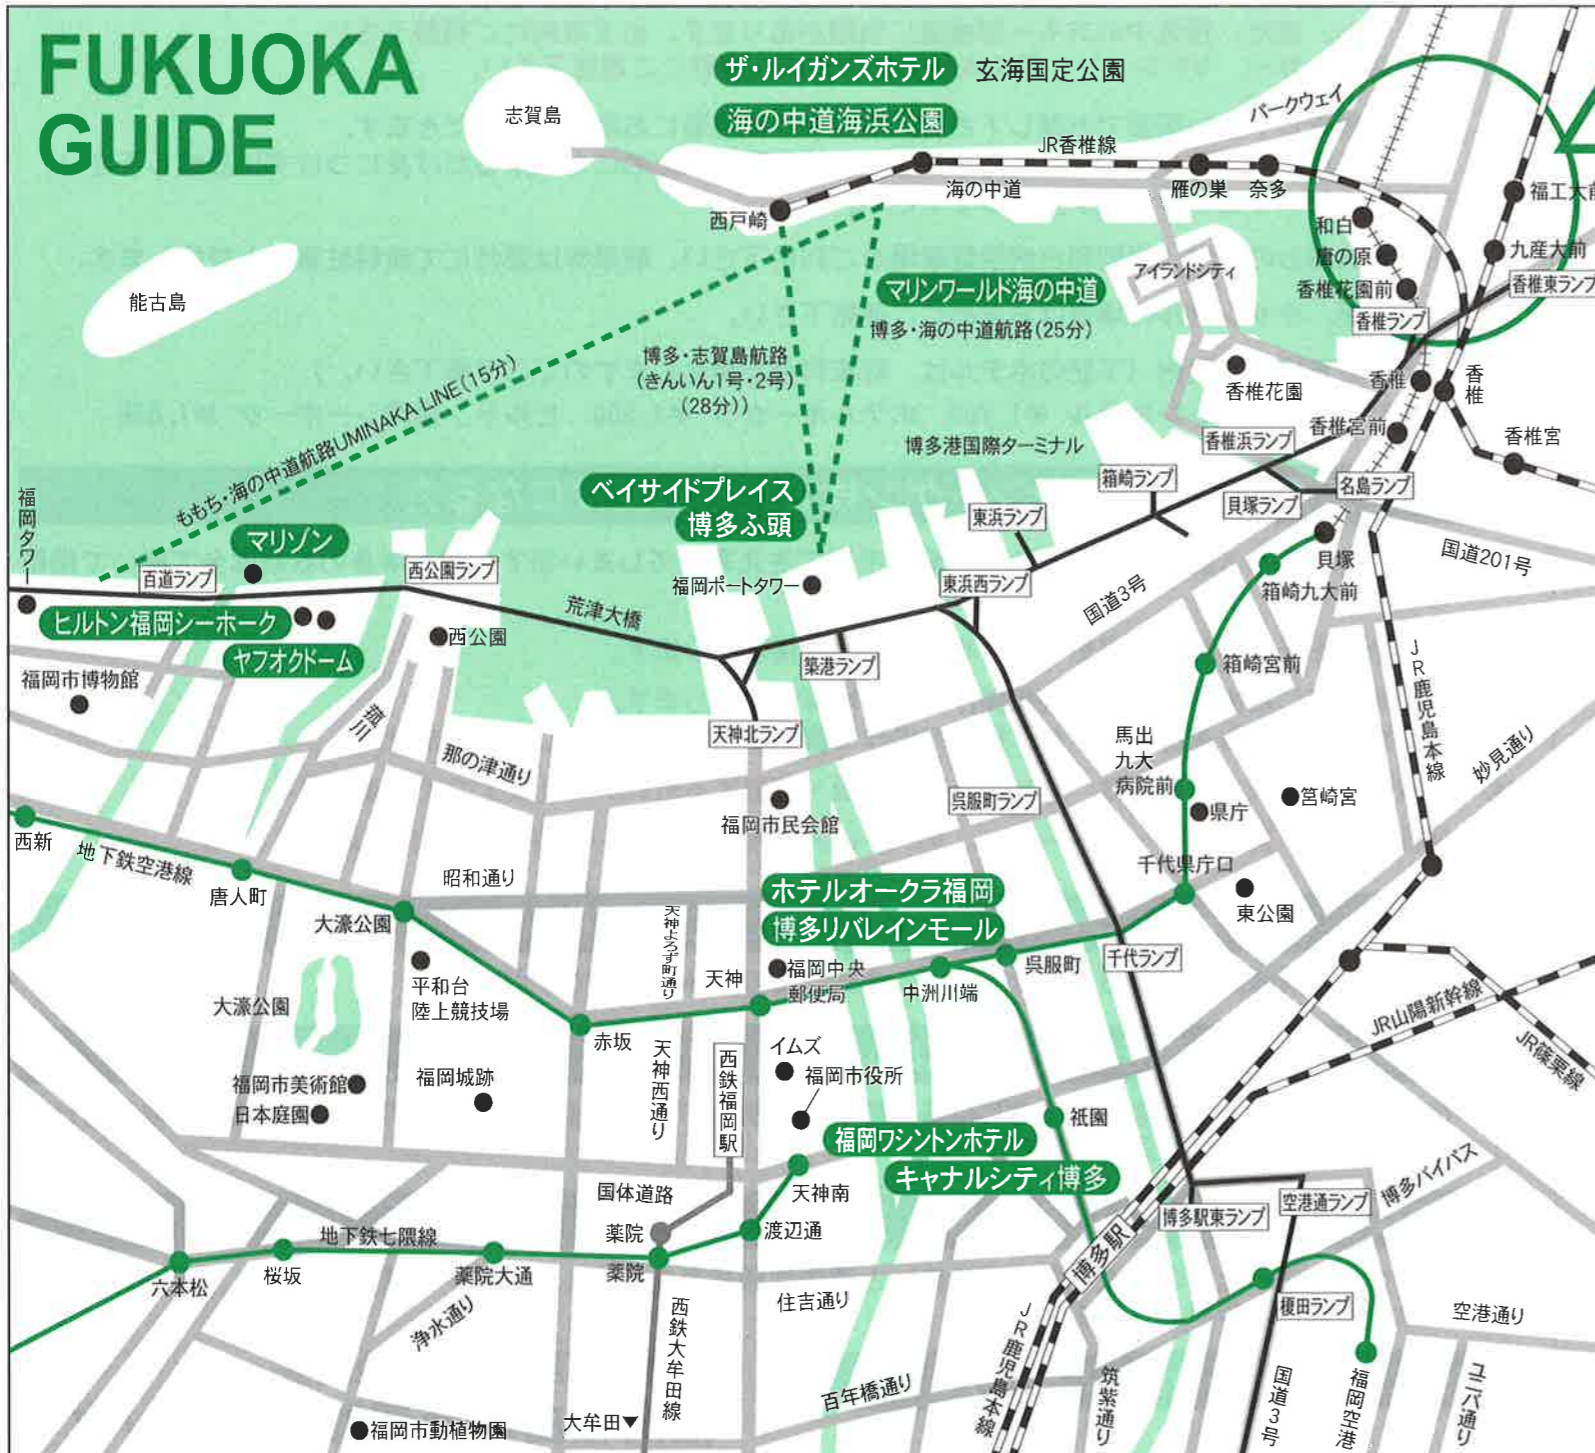 FUKUOKA
GUIDE
ザ・ルイガンズホテル
玄海国定公園
海の中道海浜公園
パークウェイ
志賀島
JR香椎線
海の中道
雁の巣
奈多
西戸崎
福工大前
和白
唐の原
九産大前
香椎花園前
香椎東ランプ
アイランドシティ
香椎ランプ
能古島
マリンワールド海の中道
博多・海の中道航路(25分)
博多・志賀島航路
(きんいん1号・2号)
(28分))
ももち・海の中道航路UMINAKA LINE(15分)
香椎花園
香椎
香椎
香椎宮前
香椎宮
香椎浜ランプ
博多港国際ターミナル
箱崎ランプ
名島ランプ
貝塚ランプ
ベイサイドプレイス
博多ふ頭
東浜ランプ
福岡タワー
マリゾン
百道ランプ
西公園ランプ
福岡ポートタワー
東浜西ランプ
貝塚
国道201号
箱崎九大前
国道3号
荒津大橋
ヒルトン福岡シーホーク
ヤフオクドーム
西公園
築港ランプ
箱崎宮前
JR鹿児島本線
福岡市博物館
菰川
天神北ランプ
那の津通り
馬出
九大
病院前
妙見通り
呉服町ランプ
筥崎宮
県庁
福岡市民会館
西新
地下鉄空港線
唐人町
昭和通り
千代県庁口
東公園
ホテルオークラ福岡
博多リバレインモール
大濠公園
天神よろず町通り
天神
福岡中央
郵便局
中洲川端
呉服町
千代ランプ
平和台
陸上競技場
大濠公園
赤坂
JR山陽新幹線
JR篠栗線
天神西通り
西鉄福岡駅
イムズ
福岡市役所
福岡市美術館
日本庭園
福岡城跡
祇園
福岡ワシントンホテル
キャナルシティ博多
天神南
国体道路
博多バイパス
空港通ランプ
博多駅東ランプ
薬院
渡辺通
地下鉄七隈線
博多駅
六本松
桜坂
薬院大通
薬院
住吉通り
榎田ランプ
空港通り
浄水通り
西鉄大牟田線
JR鹿児島本線
筑紫通り
国道3号
福岡空港
ユニバ通り
百年橋通り
大牟田▼
福岡市動植物園